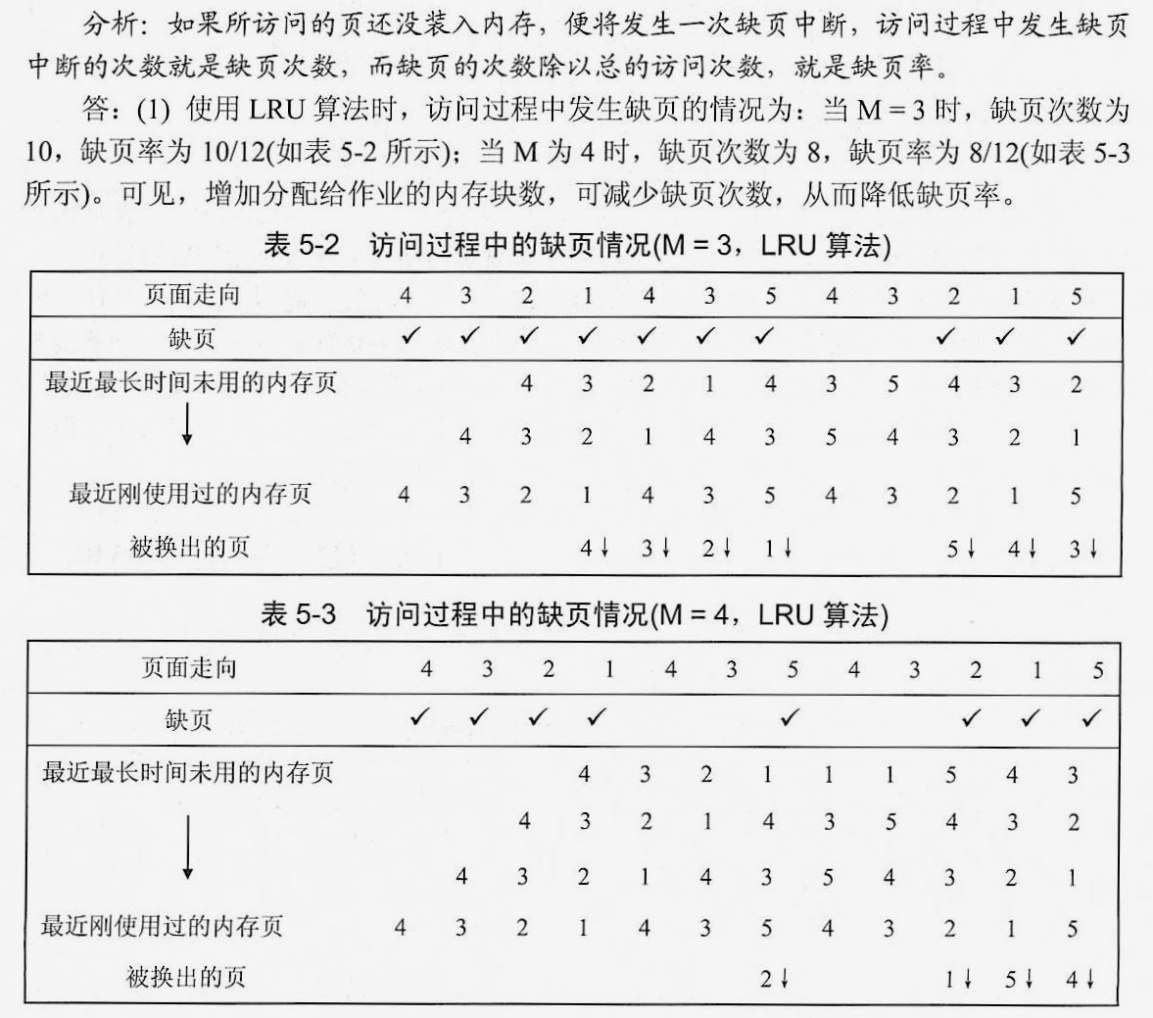 分析：如果所访问的页还没装入内存，便将发生一次缺页中断，访问过程中发生缺页
中断的次数就是缺页次数，而缺页的次数除以总的访问次数，就是缺页率。
答：(1) 使用 LRU 算法时，访问过程中发生缺页的情况为：当 M = 3 时，缺页次数为
10，缺页率为 10/12(如表 5-2 所示)；当 M 为 4 时，缺页次数为 8，缺页率为 8/12(如表 5-3
所示)。可见，增加分配给作业的内存块数，可减少缺页次数，从而降低缺页率。
表 5-2 访问过程中的缺页情况(M = 3，LRU 算法)
页面走向 4 3 2 1 4 3 5 4 3 2 1 5
缺页 ✓ ✓ ✓ ✓ ✓ ✓ ✓ ✓ ✓ ✓
最近最长时间未用的内存页 4 3 2 1 4 3 5 4 3 2
↓ 4 3 2 1 4 3 5 4 3 2 1
最近刚使用过的内存页 4 3 2 1 4 3 5 4 3 2 1 5
被换出的页 4↓ 3↓ 2↓ 1↓ 5↓ 4↓ 3↓
表 5-3 访问过程中的缺页情况(M = 4，LRU 算法)
页面走向 4 3 2 1 4 3 5 4 3 2 1 5
缺页 ✓ ✓ ✓ ✓ ✓ ✓ ✓ ✓
最近最长时间未用的内存页 4 3 2 1 1 1 5 4 3
4 3 2 1 4 3 5 4 3 2
↓ 4 3 2 1 4 3 5 4 3 2 1
最近刚使用过的内存页 4 3 2 1 4 3 5 4 3 2 1 5
被换出的页 2↓ 1↓ 5↓ 4↓